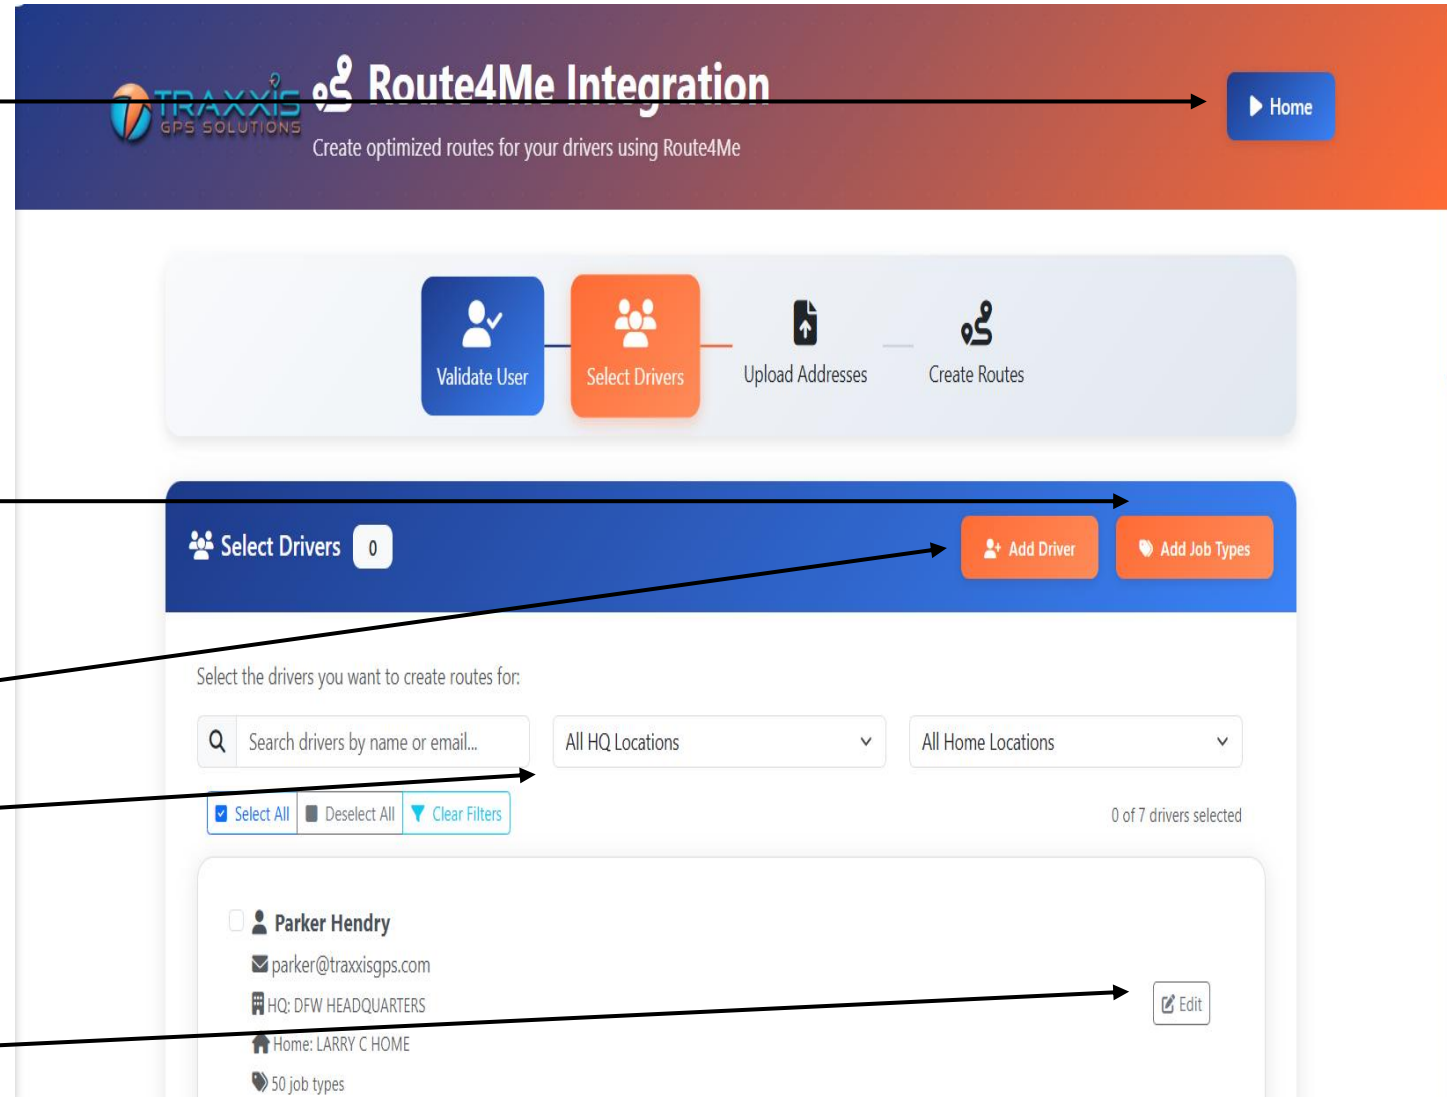 TRAXXIS
GPS SOLUTIONS
Route4Me Integration
Create optimized routes for your drivers using Route4Me
Home
Validate User
Select Drivers
Upload Addresses
Create Routes
Select Drivers 0
Add Driver
Add Job Types
Select the drivers you want to create routes for:
Search drivers by name or email...
All HQ Locations
All Home Locations
Select All
Deselect All
Clear Filters
0 of 7 drivers selected
Parker Hendry
parker@traxxisgps.com
HQ: DFW HEADQUARTERS
Edit
Home: LARRY C HOME
50 job types